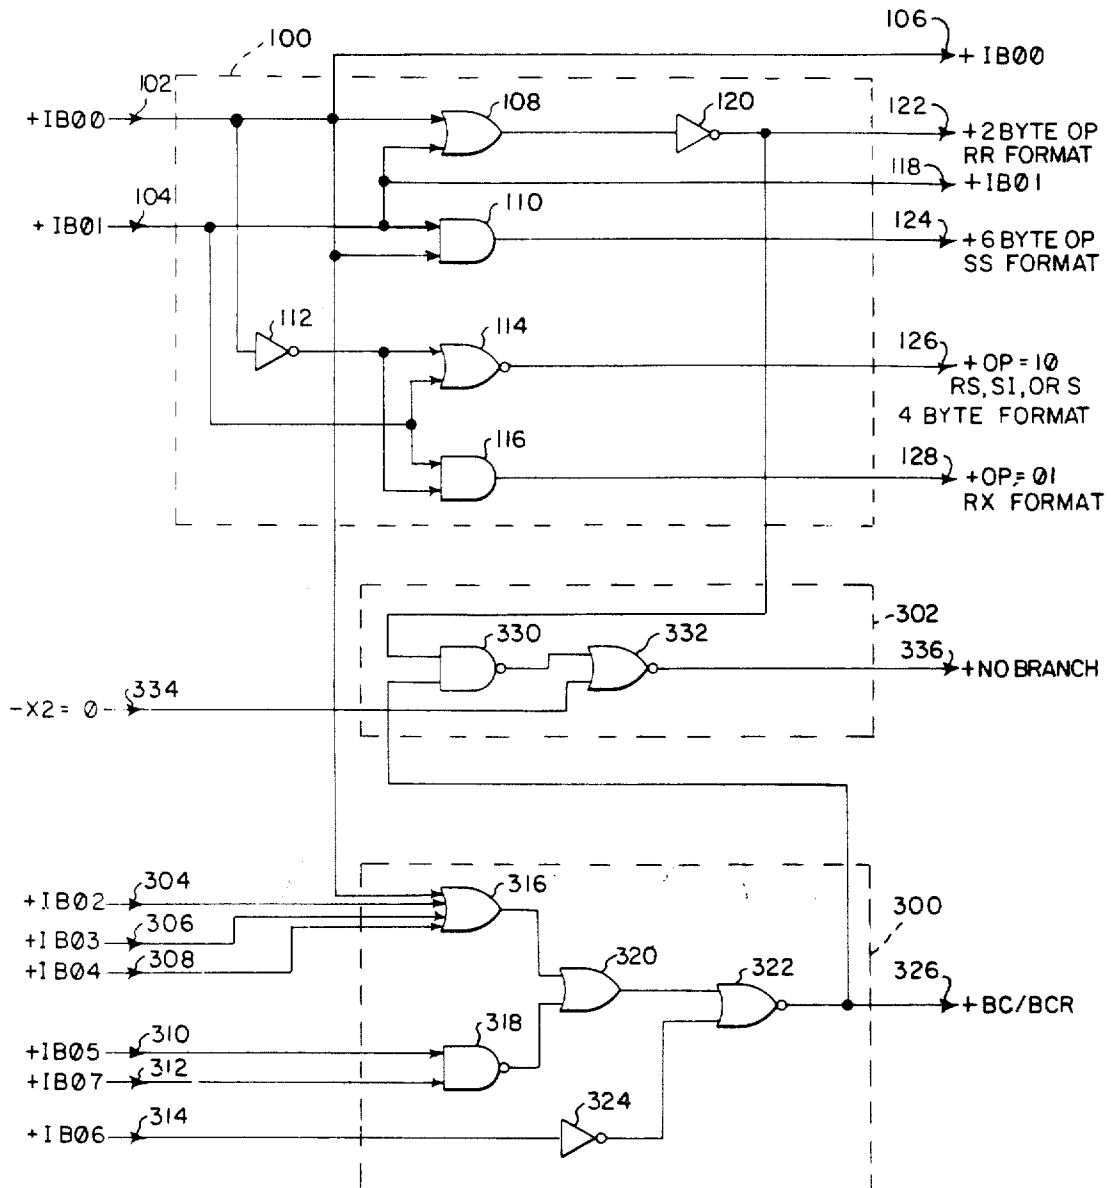 106
+ IB00
100
102
+IB00
108
120
122
+2 BYTE OP
RR FORMAT
118
+IB01
104
+ IB01
110
124
+6 BYTE OP
SS FORMAT
112
114
126
+OP=10
RS, SI, OR S
4 BYTE FORMAT
116
128
+OP=01
RX FORMAT
302
330
332
336
+NO BRANCH
334
-X2= 0
300
304
+IB02
316
306
+IB03
308
+IB04
320
322
326
+BC/BCR
310
+IB05
318
312
+IB07
324
314
+IB06